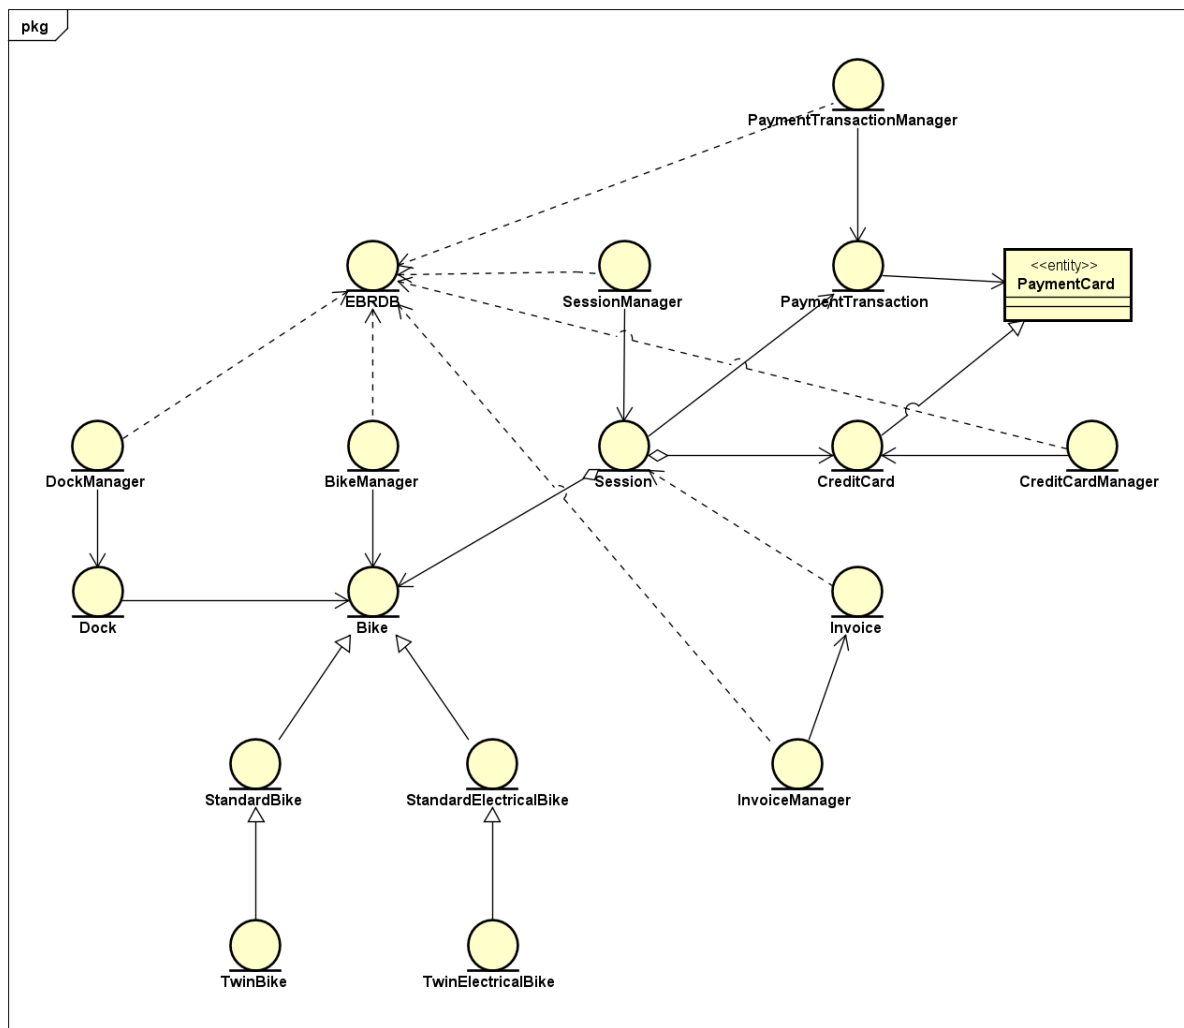 pkg
PaymentTransactionManager
EBRDB
SessionManager
PaymentTransaction
<<entity>>
PaymentCard
DockManager
BikeManager
Session
CreditCard
CreditCardManager
Dock
Bike
Invoice
StandardBike
StandardElectricalBike
InvoiceManager
TwinBike
TwinElectricalBike